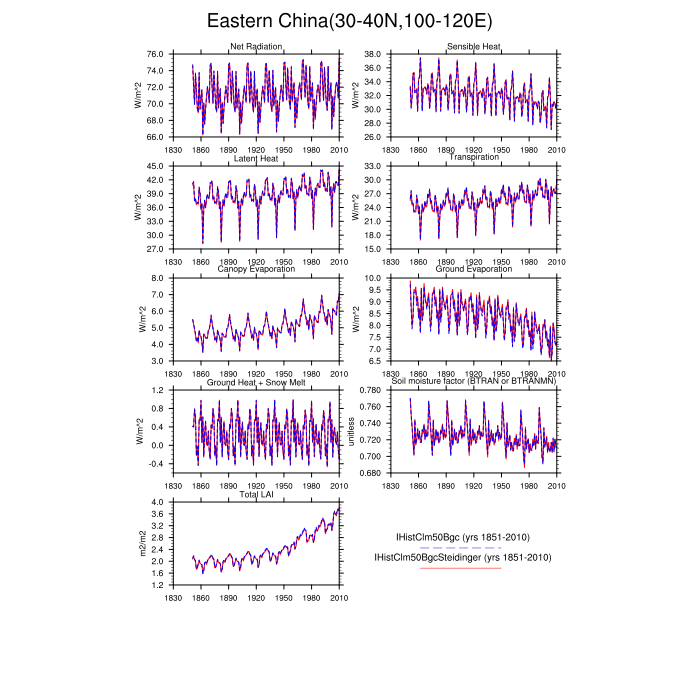 Eastern China(30-40N,100-120E)
Net Radiation
W/m^2
76.0
74.0
72.0
70.0
68.0
66.0
1830 1860 1890 1920 1950 1980 2010
Sensible Heat
W/m^2
38.0
36.0
34.0
32.0
30.0
28.0
26.0
1830 1860 1890 1920 1950 1980 2010
Latent Heat
W/m^2
45.0
42.0
39.0
36.0
33.0
30.0
27.0
1830 1860 1890 1920 1950 1980 2010
Transpiration
W/m^2
33.0
30.0
27.0
24.0
21.0
18.0
15.0
1830 1860 1890 1920 1950 1980 2010
Canopy Evaporation
W/m^2
8.0
7.0
6.0
5.0
4.0
3.0
1830 1860 1890 1920 1950 1980 2010
Ground Evaporation
W/m^2
10.0
9.5
9.0
8.5
8.0
7.5
7.0
6.5
1830 1860 1890 1920 1950 1980 2010
Ground Heat + Snow Melt
W/m^2
1.2
0.8
0.4
0.0
-0.4
1830 1860 1890 1920 1950 1980 2010
Soil moisture factor (BTRAN or BTRANMN)
unitless
0.780
0.760
0.740
0.720
0.700
0.680
1830 1860 1890 1920 1950 1980 2010
Total LAI
m2/m2
4.0
3.6
3.2
2.8
2.4
2.0
1.6
1.2
1830 1860 1890 1920 1950 1980 2010
IHistClm50Bgc (yrs 1851-2010)
IHistClm50BgcSteidinger (yrs 1851-2010)